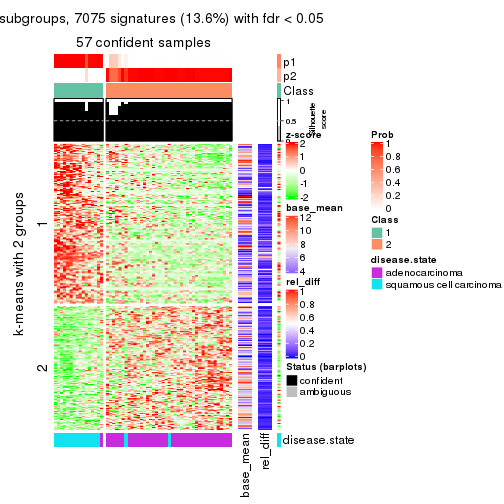 subgroups, 7075 signatures (13.6%) with fdr < 0.05
57 confident samples
p1
p2
Class
1
0.5
0
Silhouette
score
k-means with 2 groups
1
2
base_mean
rel_diff
disease.state
z-score
2
1
0
-1
-2
base_mean
12
10
8
6
4
rel_diff
1
0.8
0.6
0.4
0.2
0
Status (barplots)
confident
ambiguous
Prob
1
0.8
0.6
0.4
0.2
0
Class
1
2
disease.state
adenocarcinoma
squamous cell carcinoma